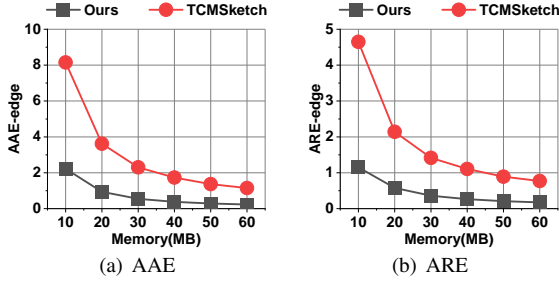 Ours TCMSketch
10
8
6
4
2
0
AAE-edge
10 20 30 40 50 60
Memory(MB)
(a) AAE
Ours TCMSketch
5
4
3
2
1
0
ARE-edge
10 20 30 40 50 60
Memory(MB)
(b) ARE